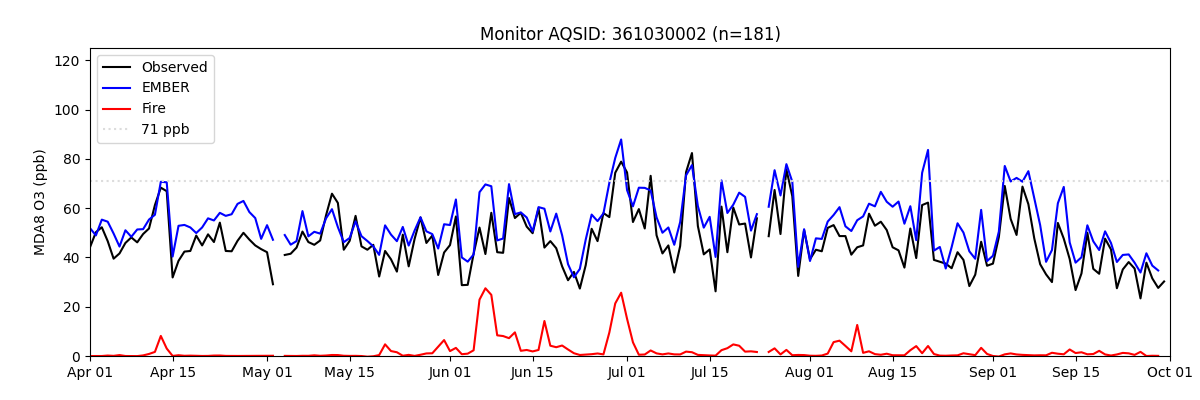 Monitor AQSID: 361030002 (n=181)
MDA8 O3 (ppb)
120
100
80
60
40
20
0
Observed
EMBER
Fire
71 ppb
Apr 01 Apr 15 May 01 May 15 Jun 01 Jun 15 Jul 01 Jul 15 Aug 01 Aug 15 Sep 01 Sep 15 Oct 01